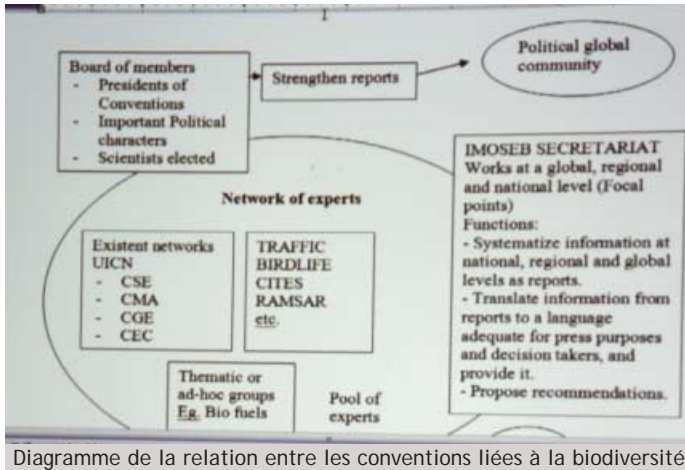 Board of members
- Presidents of
Conventions
- Important Political
characters
- Scientists elected
Strengthen reports
Political global
community
Network of experts
Existent networks
UICN
- CSE
- CMA
- CGE
- CEC
TRAFFIC
BIRDLIFE
CITES
RAMSAR
etc.
Thematic or
ad-hoc groups
Eg. Bio fuels
Pool of
experts
IMOSEB SECRETARIAT
Works at a global, regional
and national level (Focal
points)
Functions:
- Systematize information at
national, regional and global
levels as reports.
- Translate information from
reports to a language
adequate for press purposes
and decision takers, and
provide it.
- Propose recommendations.
Diagramme de la relation entre les conventions liées à la biodiversité